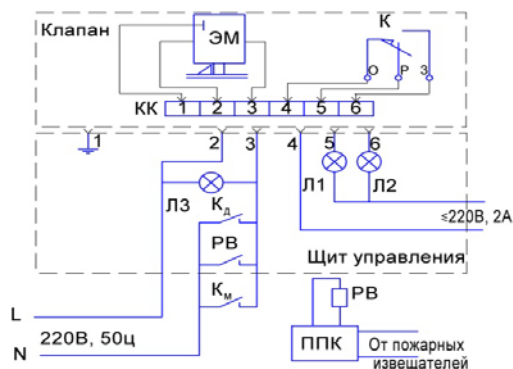 Клапан
ЭМ
К
О Р З
КК 1 2 3 4 5 6
1 2 3 4 5 6
Л3 Л1 Л2
Кд
≤220В, 2А
РВ
Щит управления
Км
L
РВ
220В, 50ц
ППК
От пожарных
извещателей
N